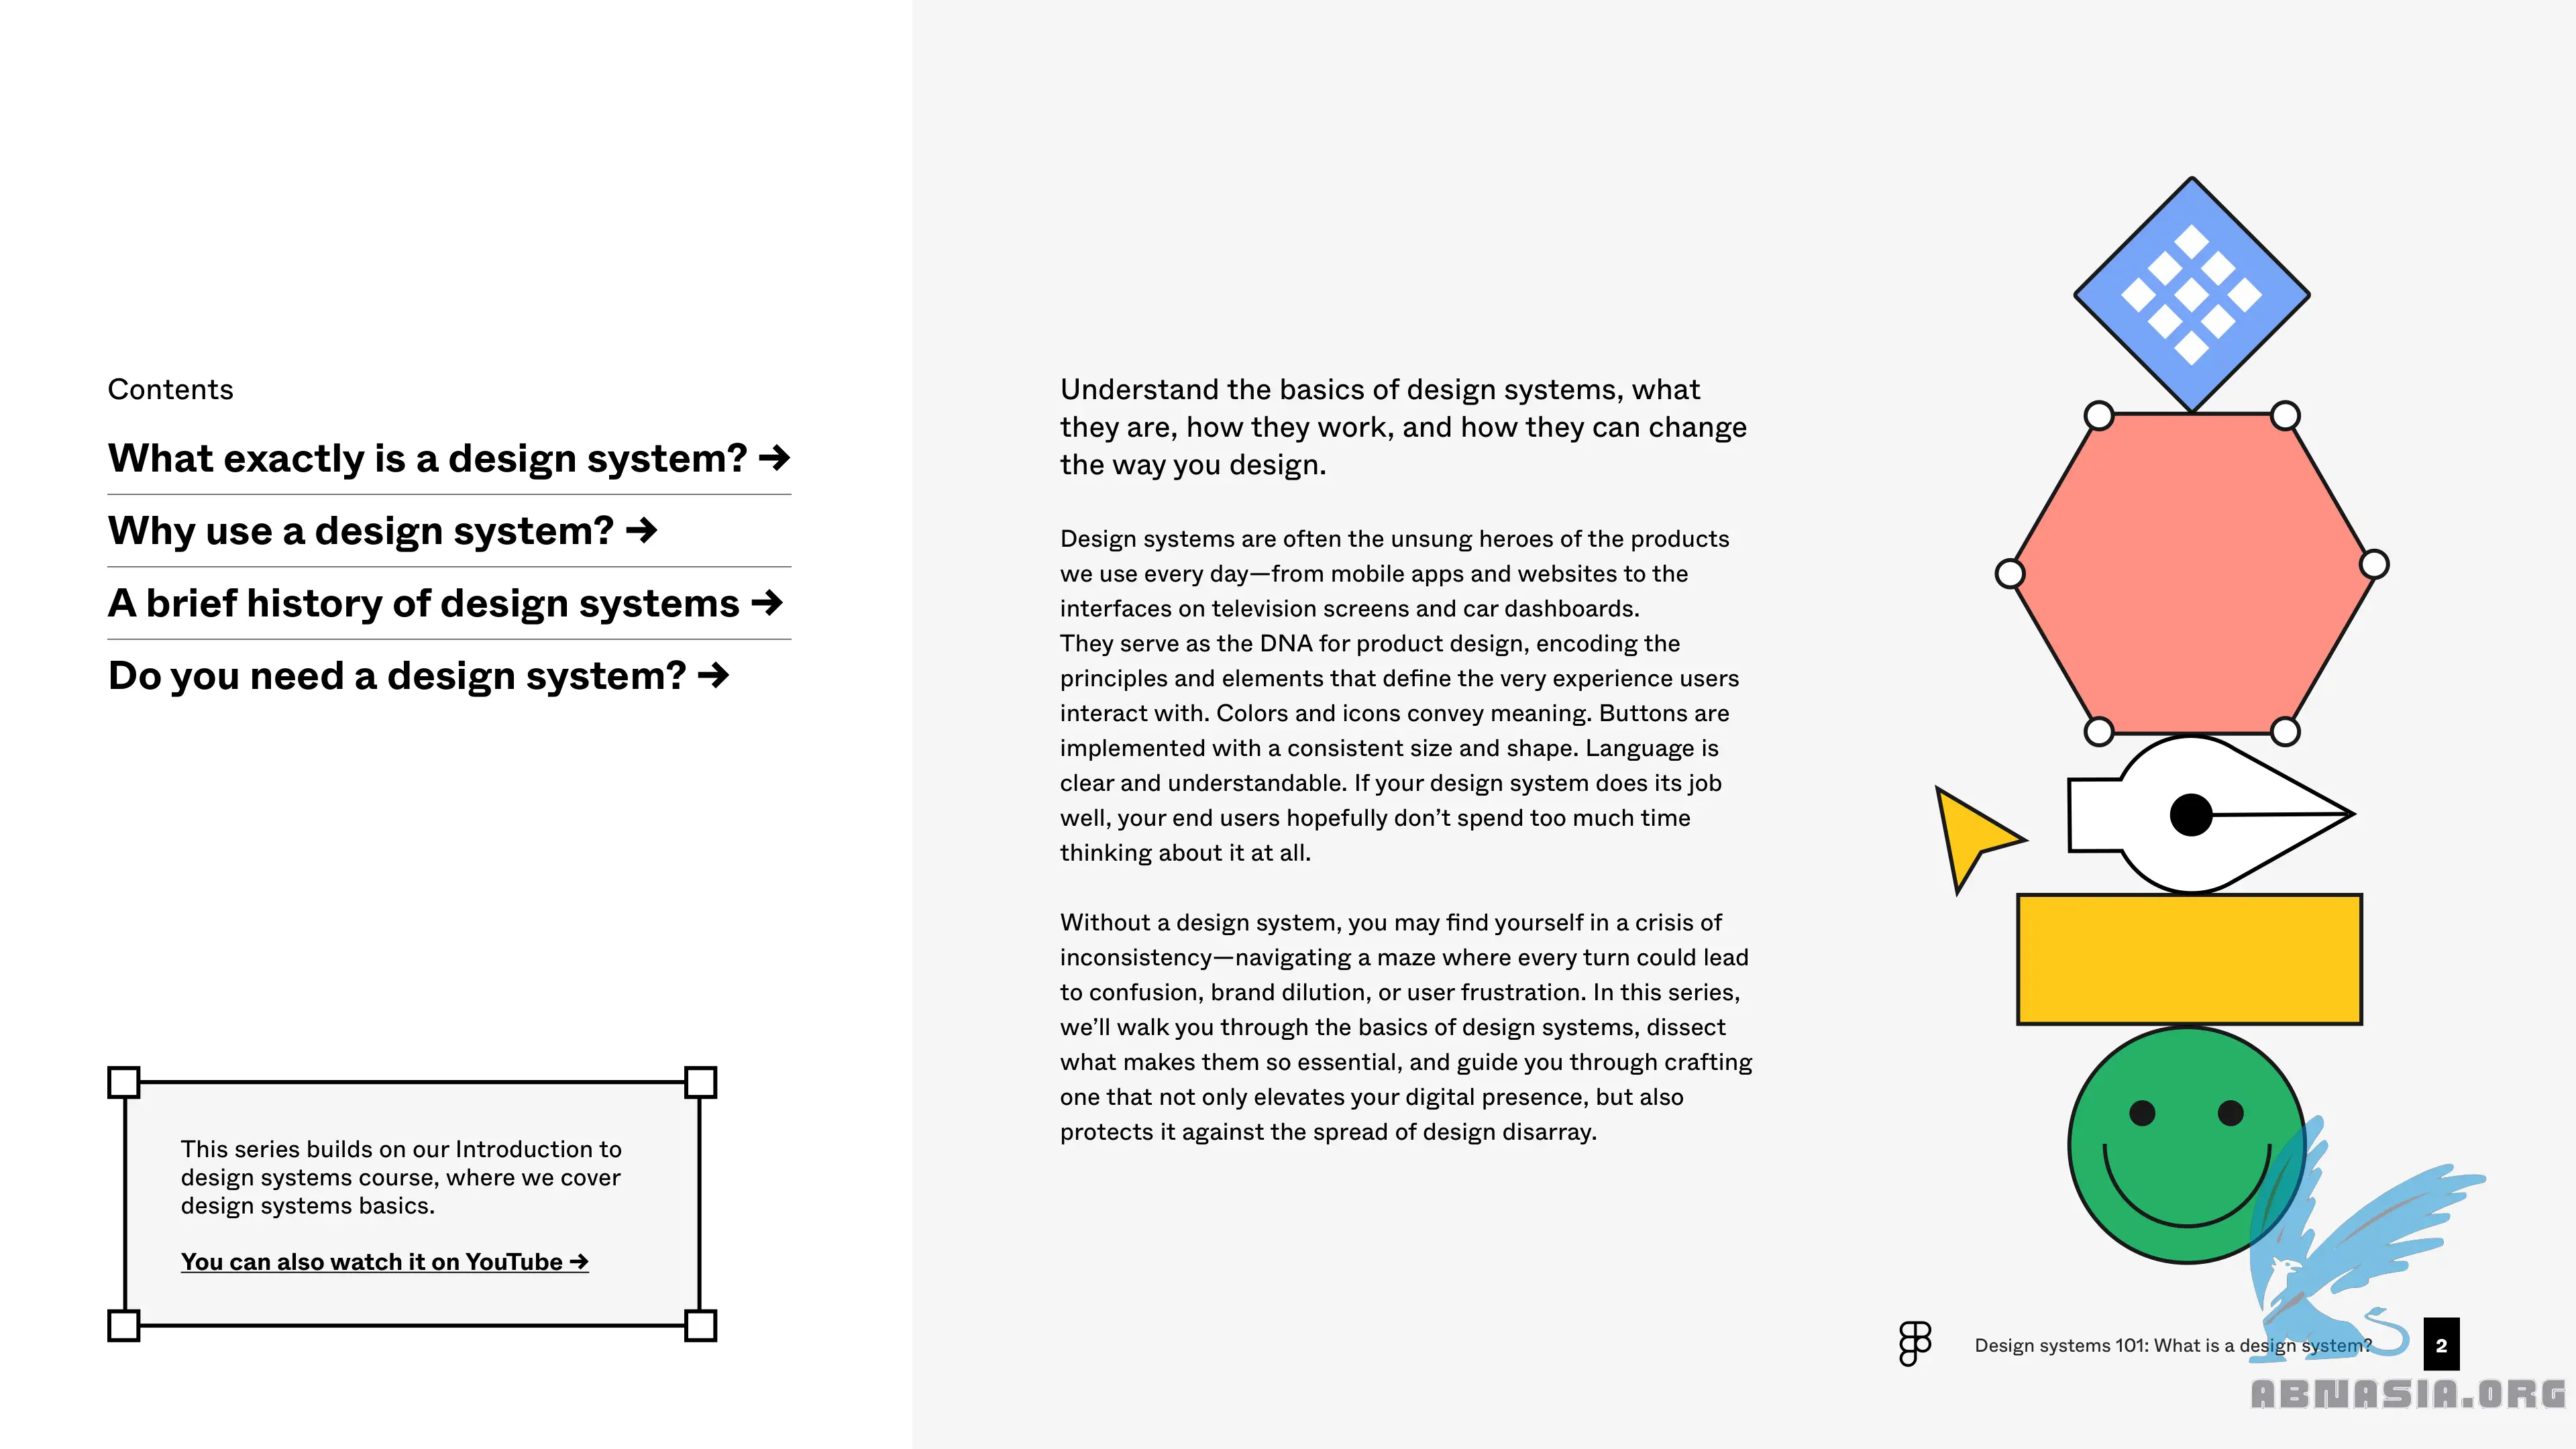 Contents
What exactly is a design system? →
Why use a design system? →
A brief history of design systems →
Do you need a design system? →
This series builds on our Introduction to
design systems course, where we cover
design systems basics.
You can also watch it on YouTube →
Understand the basics of design systems, what
they are, how they work, and how they can change
the way you design.
Design systems are often the unsung heroes of the products
we use every day—from mobile apps and websites to the
interfaces on television screens and car dashboards.
They serve as the DNA for product design, encoding the
principles and elements that define the very experience users
interact with. Colors and icons convey meaning. Buttons are
implemented with a consistent size and shape. Language is
clear and understandable. If your design system does its job
well, your end users hopefully don’t spend too much time
thinking about it at all.
Without a design system, you may find yourself in a crisis of
inconsistency—navigating a maze where every turn could lead
to confusion, brand dilution, or user frustration. In this series,
we’ll walk you through the basics of design systems, dissect
what makes them so essential, and guide you through crafting
one that not only elevates your digital presence, but also
protects it against the spread of design disarray.
Design systems 101: What is a design system?
2
ABNASIA.ORG